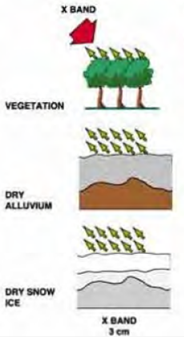 X BAND
VEGETATION
DRY
ALLUVIUM
DRY SNOW
ICE
X BAND
3 cm